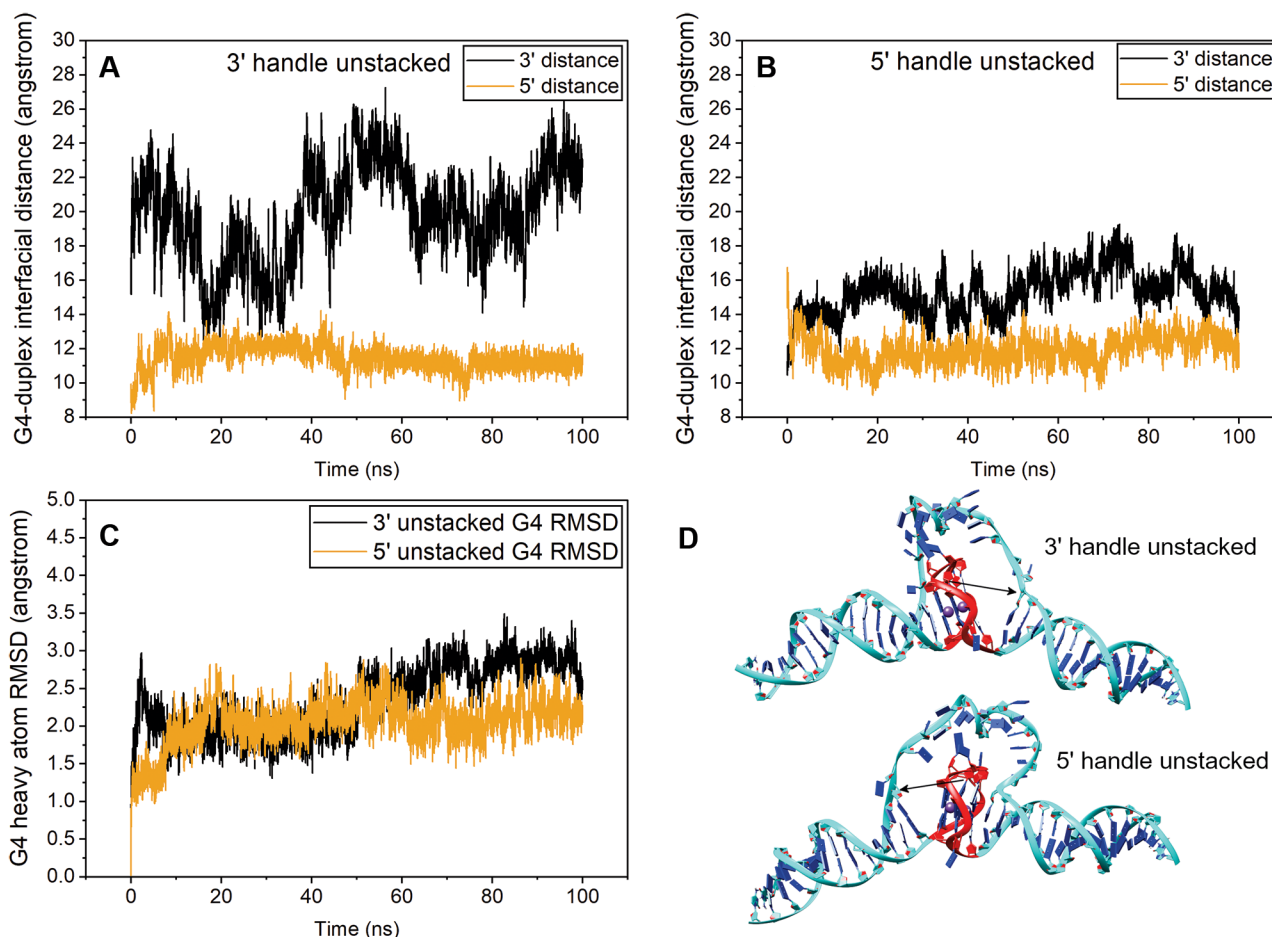 A
3' handle unstacked
3' distance
5' distance
G4-duplex interfacial distance (angstrom)
30
28
26
24
22
20
18
16
14
12
10
8
0 20 40 60 80 100
Time (ns)
B
5' handle unstacked
3' distance
5' distance
G4-duplex interfacial distance (angstrom)
30
28
26
24
22
20
18
16
14
12
10
8
0 20 40 60 80 100
Time (ns)
C
3' unstacked G4 RMSD
5' unstacked G4 RMSD
G4 heavy atom RMSD (angstrom)
5.0
4.5
4.0
3.5
3.0
2.5
2.0
1.5
1.0
0.5
0.0
0 20 40 60 80 100
Time (ns)
D
3' handle unstacked
5' handle unstacked